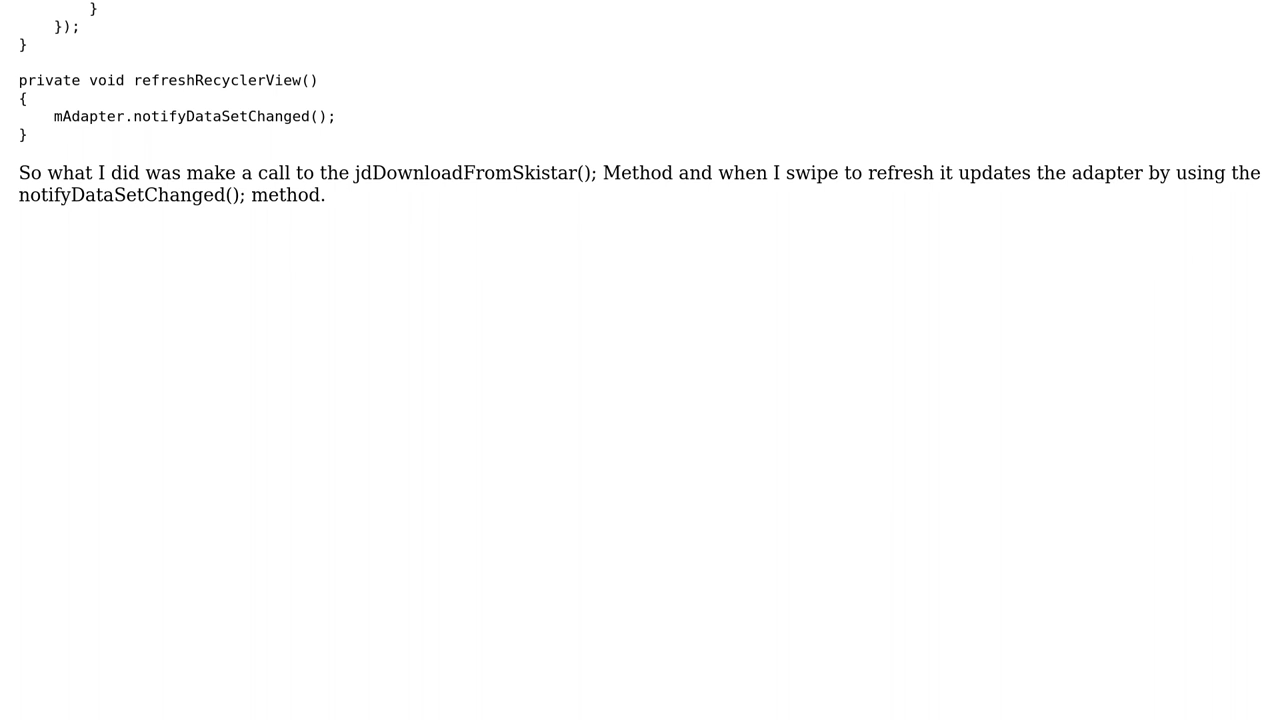 }
    });
}
private void refreshRecyclerView()
{
    mAdapter.notifyDataSetChanged();
}
So what I did was make a call to the jdDownloadFromSkistar(); Method and when I swipe to refresh it updates the adapter by using the
notifyDataSetChanged(); method.